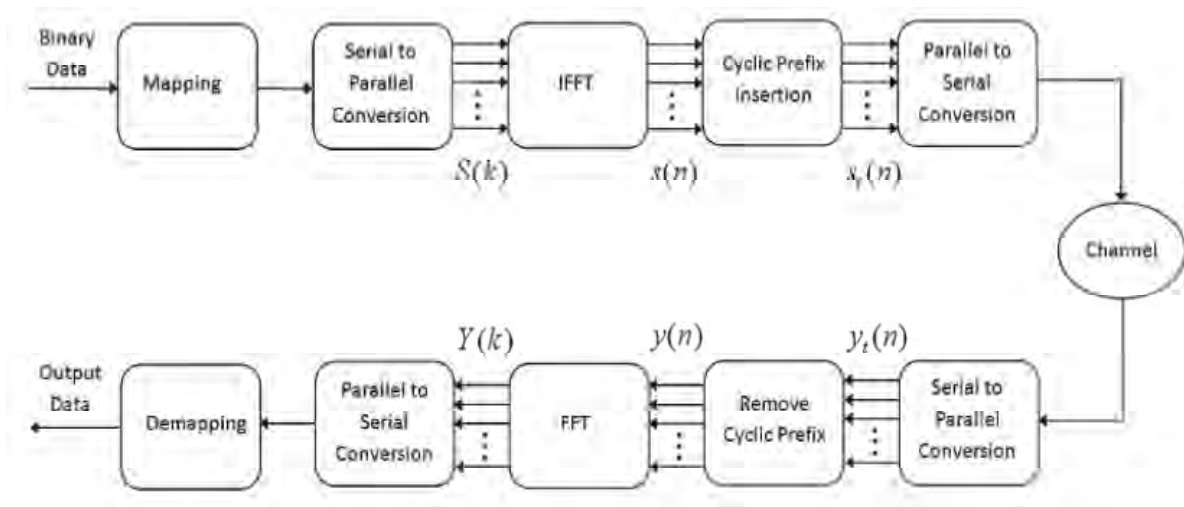 Binary
Data
Mapping
Serial to
Parallel
Conversion
S(k)
IFFT
s(n)
Cyclic Prefix
Insertion
Parallel to
Serial
Conversion
Channel
Serial to
Parallel
Conversion
y_t(n)
Remove
Cyclic Prefix
y(n)
FFT
Y(k)
Parallel to
Serial
Conversion
Demapping
Output
Data